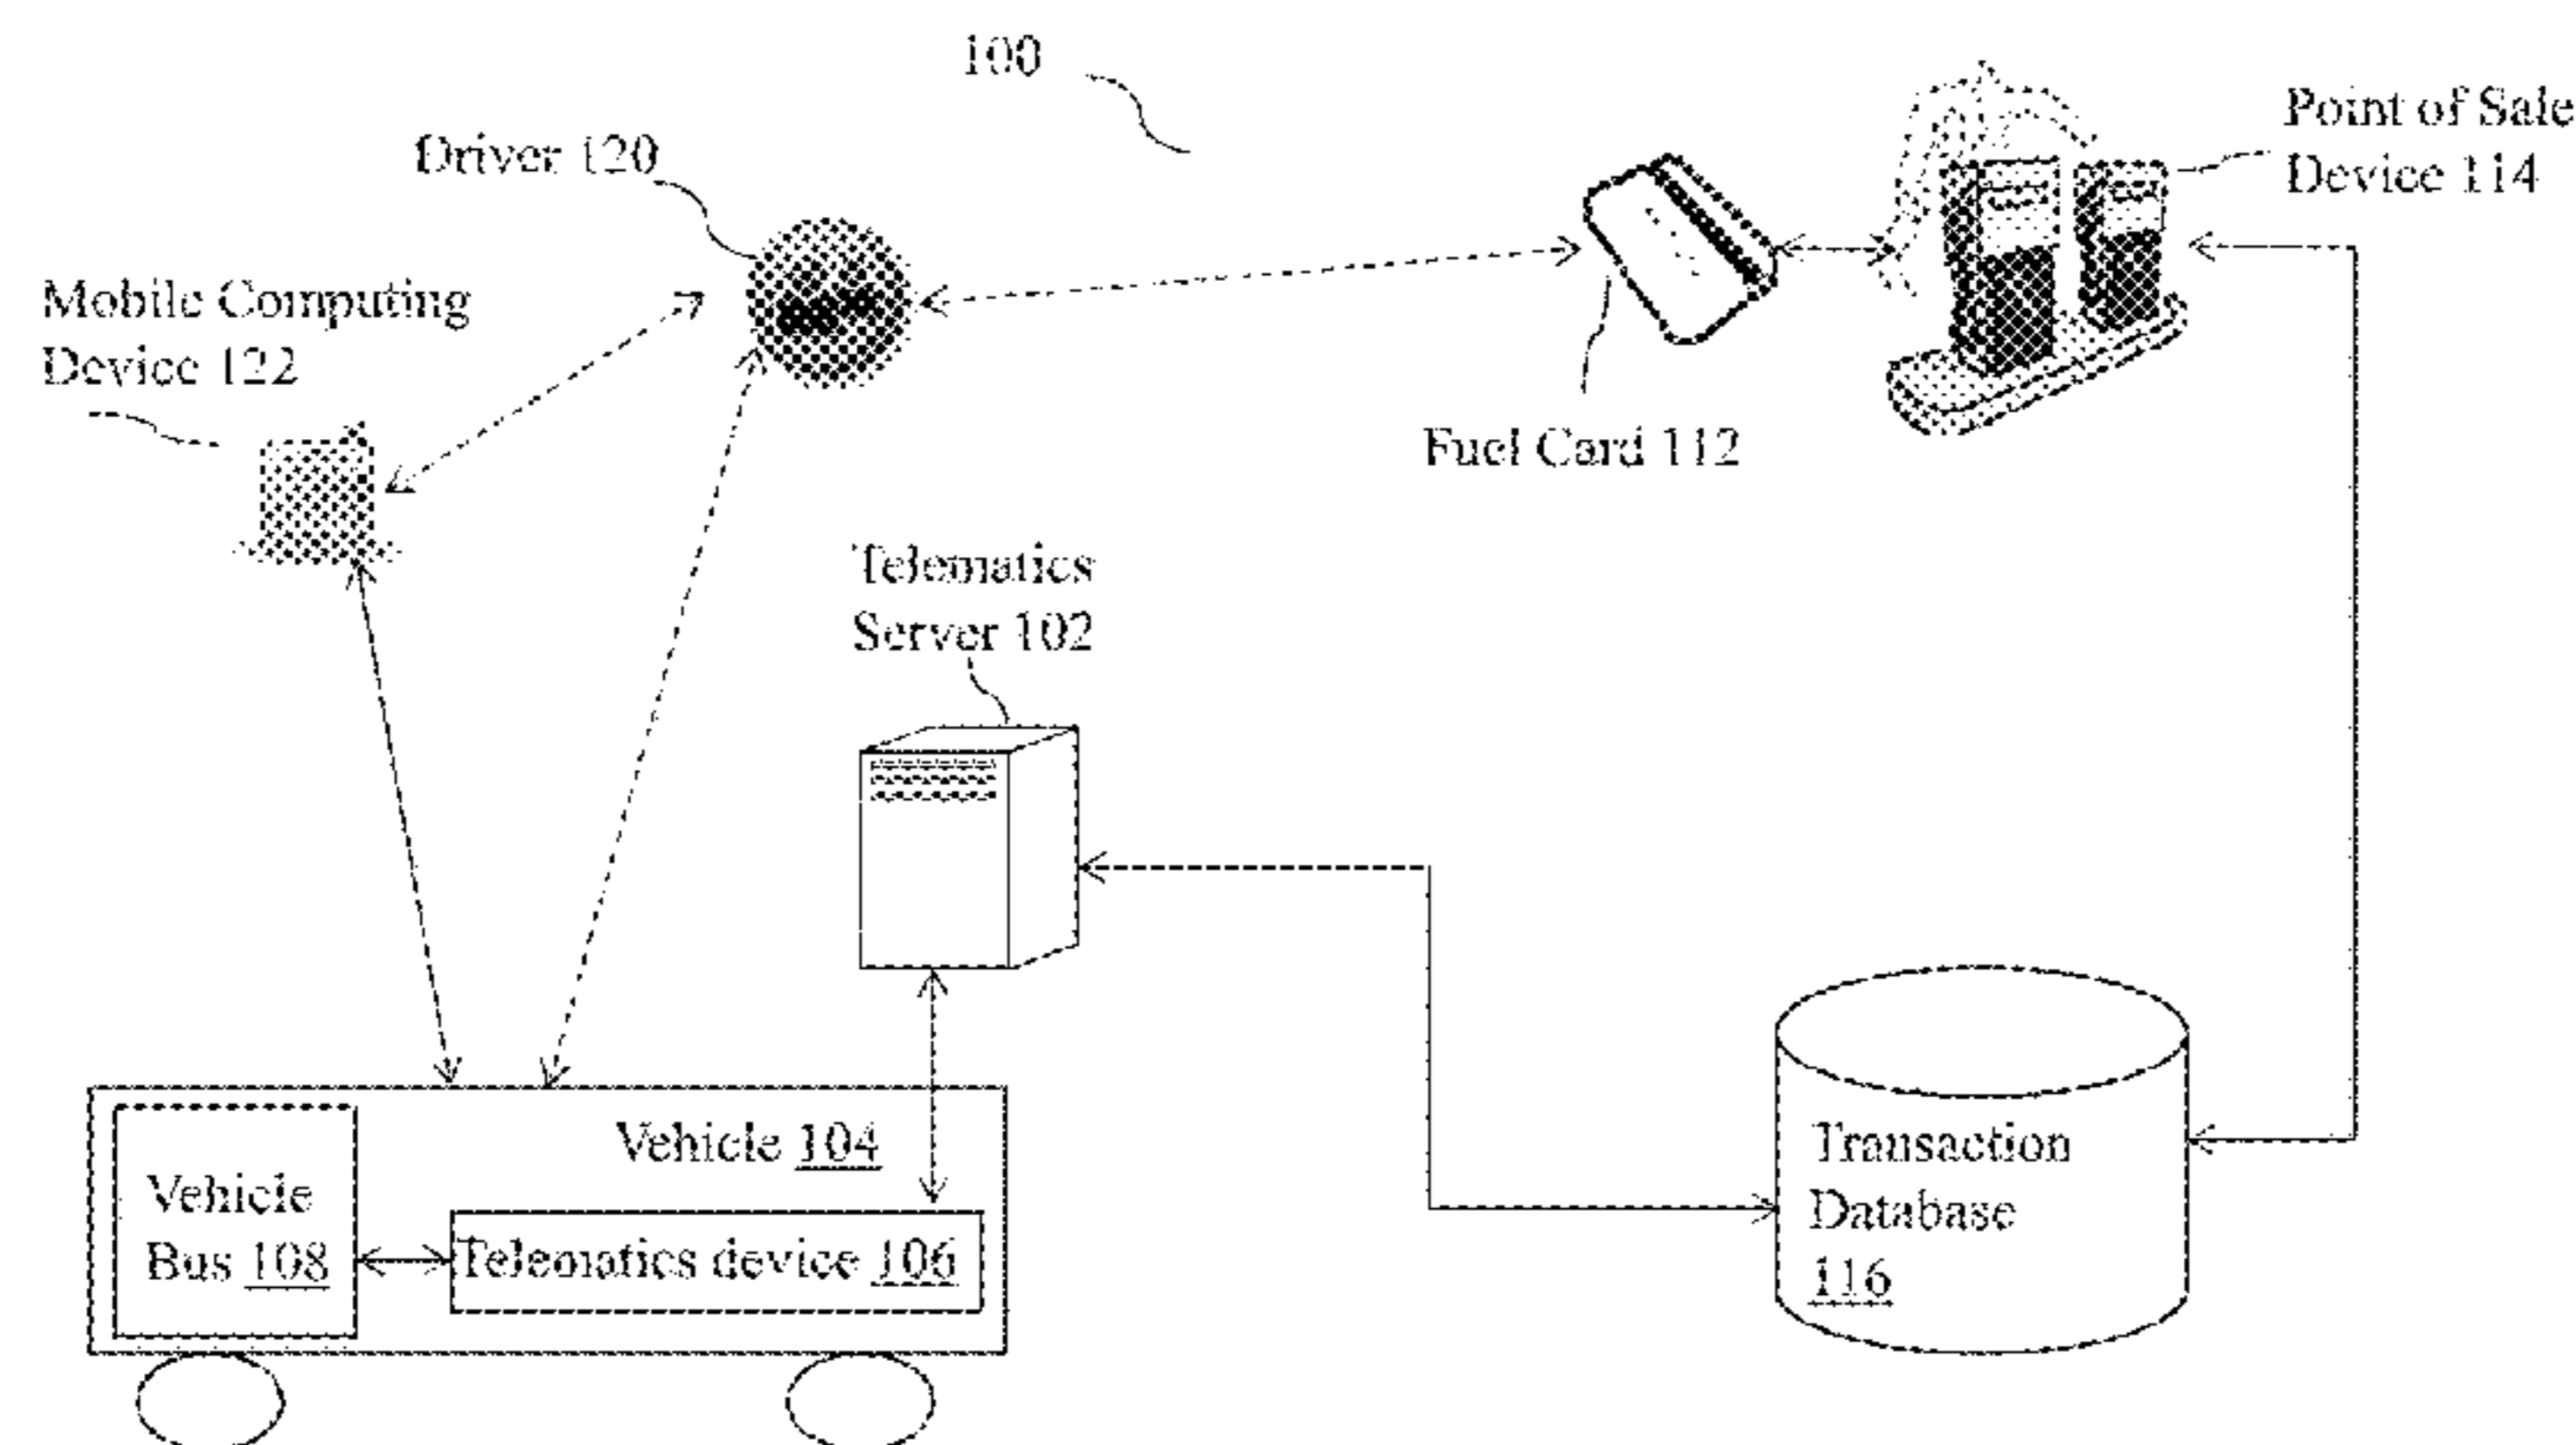 100
Driver 120
Point of Sale
Device 114
Mobile Computing
Device 122
Fuel Card 112
Telematics
Server 102
Vehicle 104
Vehicle
Bus 108
Telematics device 106
Transaction
Database
116